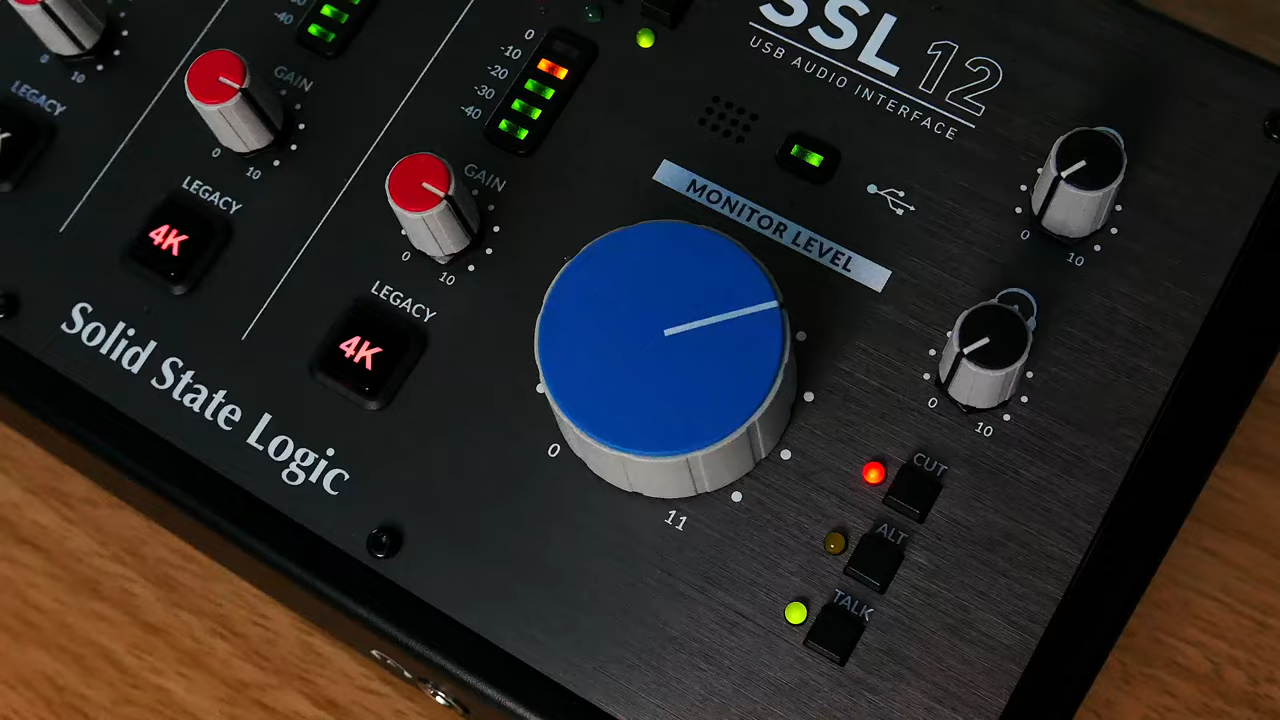 SSL 12
USB AUDIO INTERFACE
MONITOR LEVEL
0
11
0
-10
-20
-30
-40
GAIN
0
10
LEGACY
4K
-40
GAIN
0
10
LEGACY
4K
0
10
LEGACY
Solid State Logic
0
10
0
10
CUT
ALT
TALK